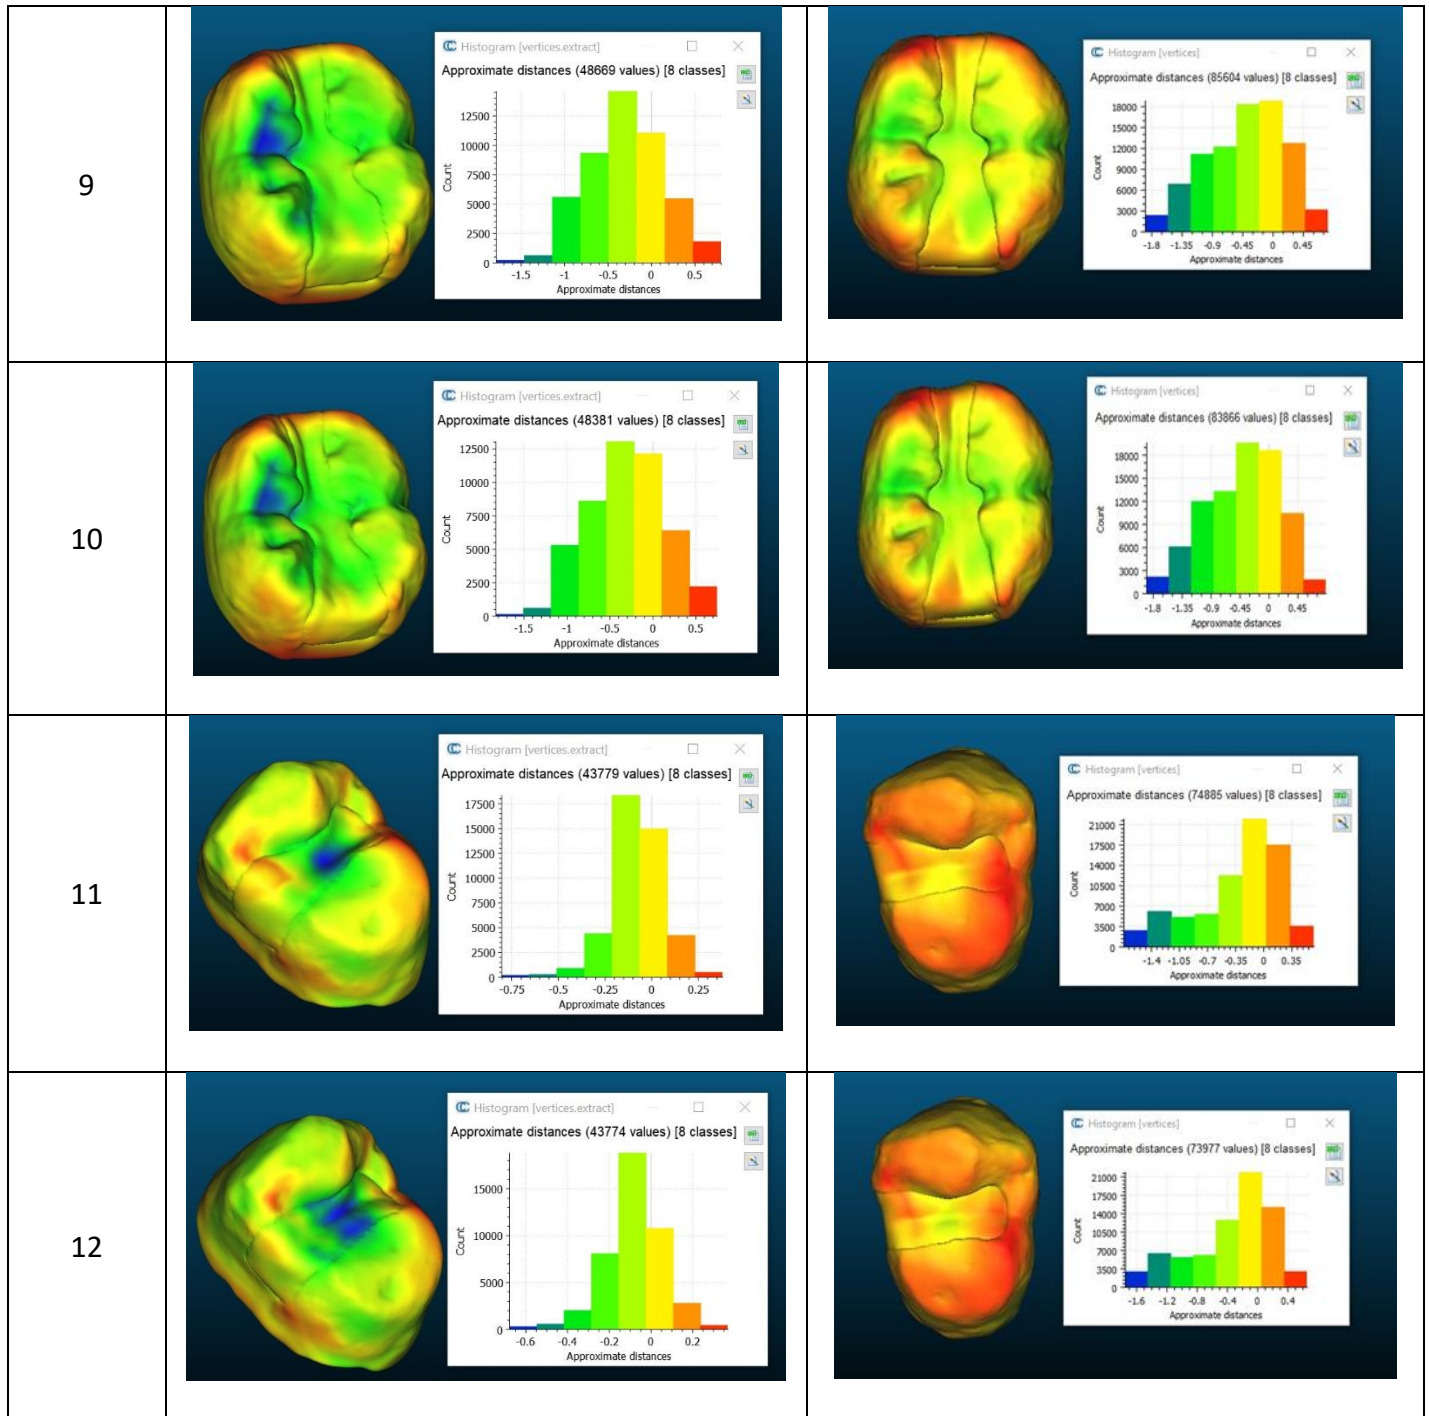 9
Histogram [vertices.extract]
Approximate distances (48669 values) [8 classes]
Count
12500
10000
7500
5000
2500
0
-1.5 -1 -0.5 0 0.5
Approximate distances
Histogram [vertices]
Approximate distances (85604 values) [8 classes]
Count
18000
15000
12000
9000
6000
3000
0
-1.8 -1.35 -0.9 -0.45 0 0.45
Approximate distances
10
Histogram [vertices.extract]
Approximate distances (48381 values) [8 classes]
Count
12500
10000
7500
5000
2500
0
-1.5 -1 -0.5 0 0.5
Approximate distances
Histogram [vertices]
Approximate distances (83866 values) [8 classes]
Count
18000
15000
12000
9000
6000
3000
0
-1.8 -1.35 -0.9 -0.45 0 0.45
Approximate distances
11
Histogram [vertices.extract]
Approximate distances (43779 values) [8 classes]
Count
17500
15000
12500
10000
7500
5000
2500
0
-0.75 -0.5 -0.25 0 0.25
Approximate distances
Histogram [vertices]
Approximate distances (74885 values) [8 classes]
Count
21000
17500
14000
10500
7000
3500
0
-1.4 -1.05 -0.7 -0.35 0 0.35
Approximate distances
12
Histogram [vertices.extract]
Approximate distances (43774 values) [8 classes]
Count
15000
10000
5000
0
-0.6 -0.4 -0.2 0 0.2
Approximate distances
Histogram [vertices]
Approximate distances (73977 values) [8 classes]
Count
21000
17500
14000
10500
7000
3500
0
-1.6 -1.2 -0.8 -0.4 0 0.4
Approximate distances